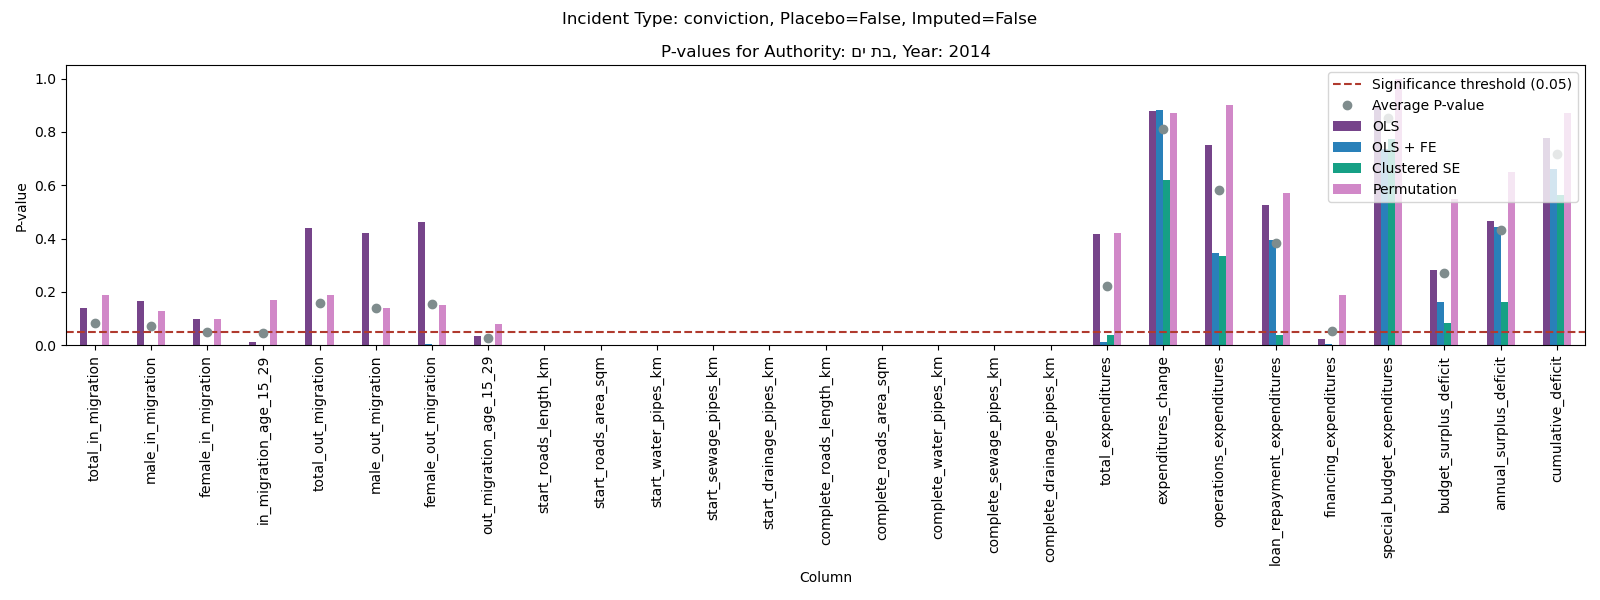 Incident Type: conviction, Placebo=False, Imputed=False
P-values for Authority: בת ים, Year: 2014
P-value
1.0
0.8
0.6
0.4
0.2
0.0
Significance threshold (0.05)
Average P-value
OLS
OLS + FE
Clustered SE
Permutation
total_in_migration
male_in_migration
female_in_migration
in_migration_age_15_29
total_out_migration
male_out_migration
female_out_migration
out_migration_age_15_29
start_roads_length_km
start_roads_area_sqm
start_water_pipes_km
start_sewage_pipes_km
start_drainage_pipes_km
complete_roads_length_km
complete_roads_area_sqm
complete_water_pipes_km
complete_sewage_pipes_km
complete_drainage_pipes_km
total_expenditures
expenditures_change
operations_expenditures
loan_repayment_expenditures
financing_expenditures
special_budget_expenditures
budget_surplus_deficit
annual_surplus_deficit
cumulative_deficit
Column